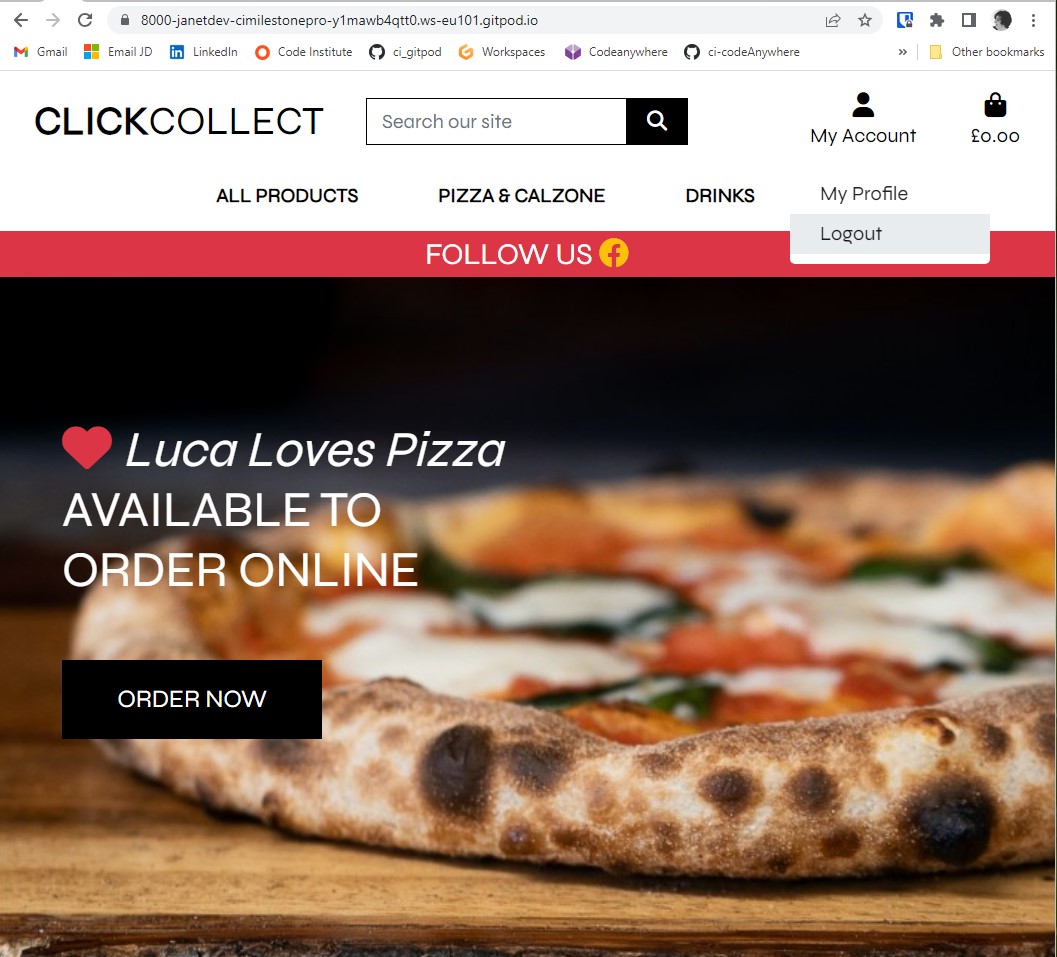 8000-janetdev-cimilestonepro-y1mawb4qtt0.ws-eu101.gitpod.io
Gmail Email JD LinkedIn Code Institute ci_gitpod Workspaces Codeanywhere ci-codeAnywhere » Other bookmarks
CLICKCOLLECT Search our site My Account £0.00
ALL PRODUCTS PIZZA & CALZONE DRINKS My Profile
Logout
FOLLOW US
Luca Loves Pizza
AVAILABLE TO
ORDER ONLINE
ORDER NOW